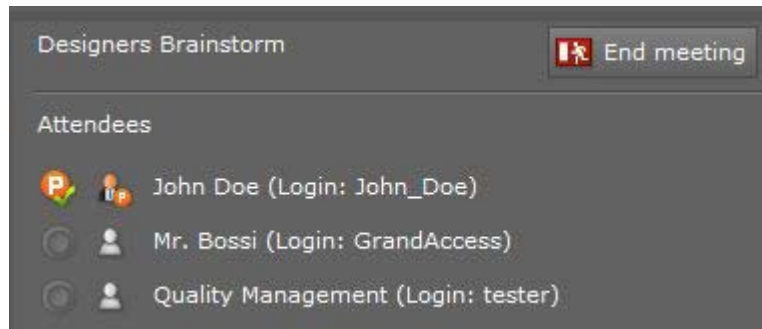 Designers Brainstorm
End meeting
Attendees
P
P
John Doe (Login: John_Doe)
Mr. Bossi (Login: GrandAccess)
Quality Management (Login: tester)